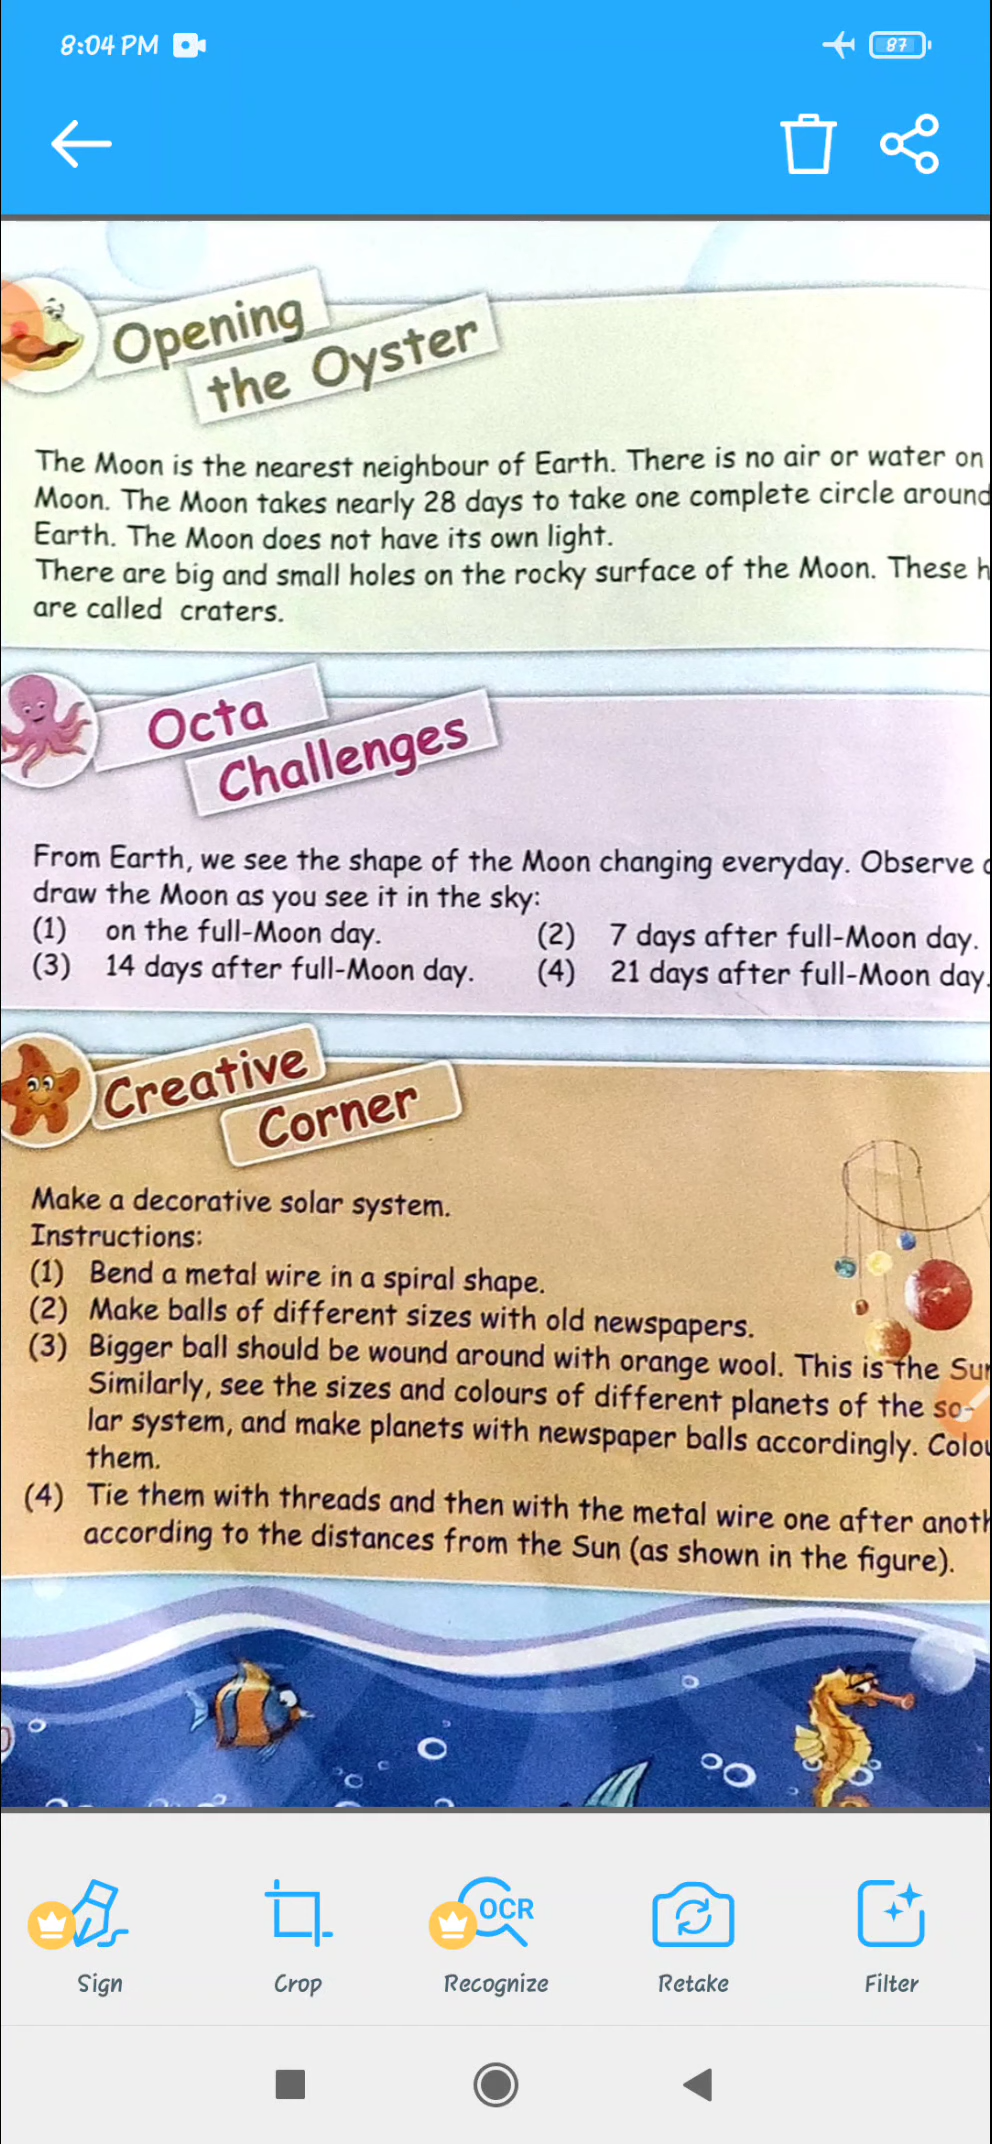 8:04 PM
87
Opening
the Oyster
The Moon is the nearest neighbour of Earth. There is no air or water on
Moon. The Moon takes nearly 28 days to take one complete circle around
Earth. The Moon does not have its own light.
There are big and small holes on the rocky surface of the Moon. These
are called craters.
Octa
Challenges
From Earth, we see the shape of the Moon changing everyday. Observe
draw the Moon as you see it in the sky:
(1) on the full-Moon day. (2) 7 days after full-Moon day.
(3) 14 days after full-Moon day. (4) 21 days after full-Moon day.
Creative
Corner
Make a decorative solar system.
Instructions:
(1) Bend a metal wire in a spiral shape.
(2) Make balls of different sizes with old newspapers.
(3) Bigger ball should be wound around with orange wool. This is the Sun
Similarly, see the sizes and colours of different planets of the so-
lar system, and make planets with newspaper balls accordingly. Colou
them.
(4) Tie them with threads and then with the metal wire one after anoth
according to the distances from the Sun (as shown in the figure).
Sign
Crop
OCR
Recognize
Retake
Filter